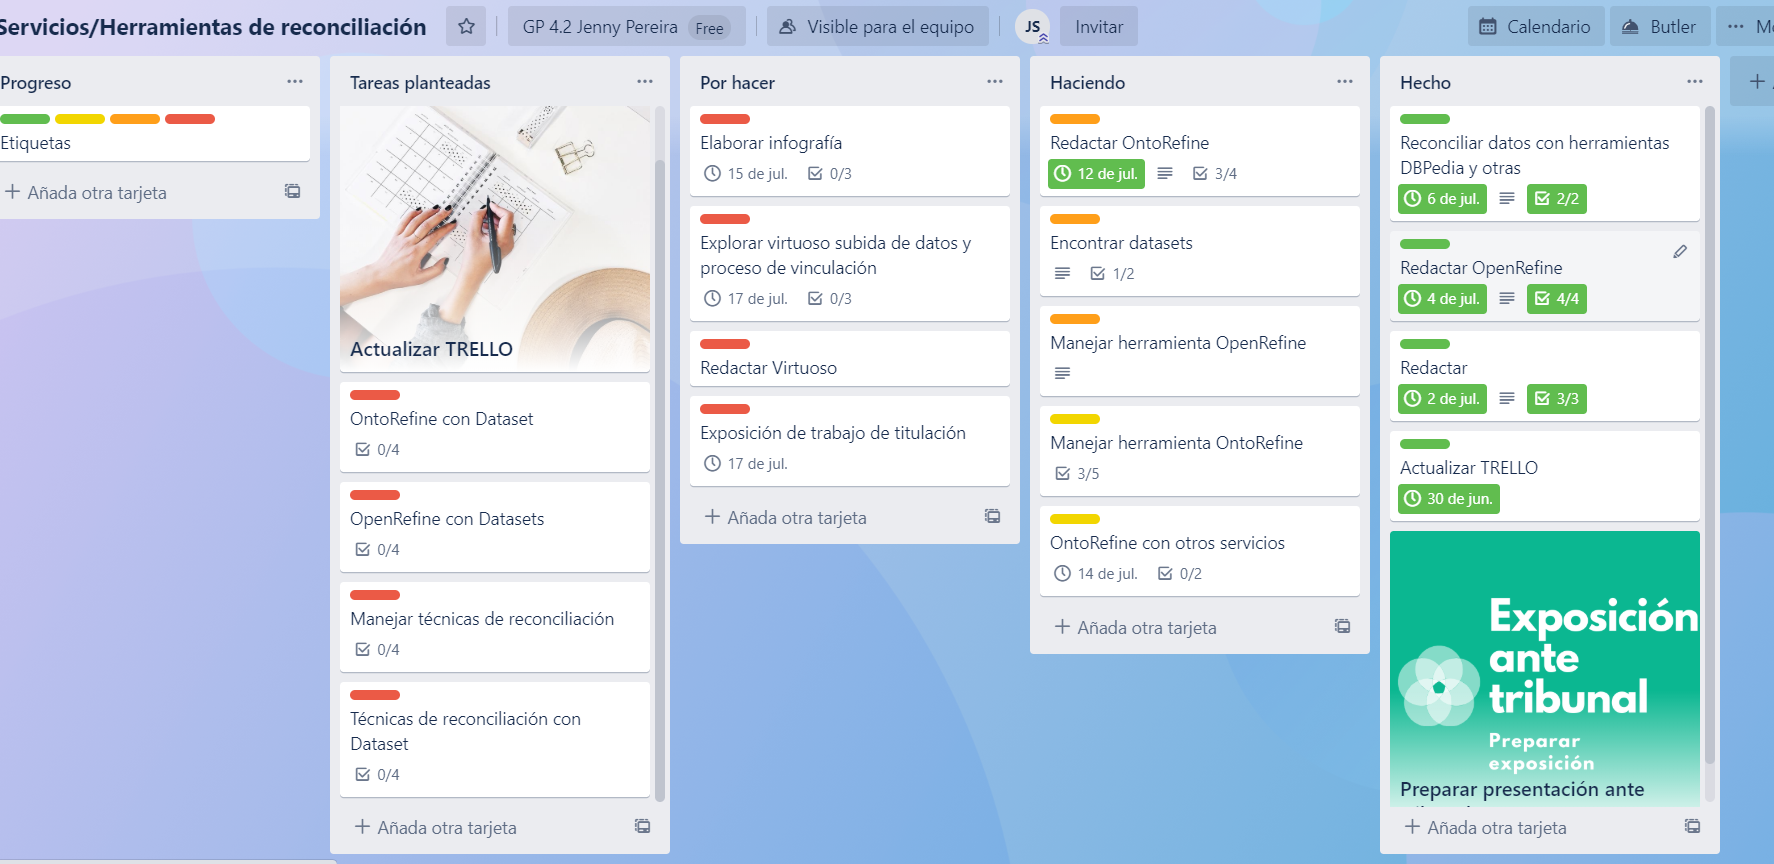 Servicios/Herramientas de reconciliación
GP 4.2 Jenny Pereira Free
Visible para el equipo
JS
Invitar
Calendario
Butler
Progreso
Etiquetas
Añada otra tarjeta
Tareas planteadas
Actualizar TRELLO
OntoRefine con Dataset
0/4
OpenRefine con Datasets
0/4
Manejar técnicas de reconciliación
0/4
Técnicas de reconciliación con
Dataset
0/4
Añada otra tarjeta
Por hacer
Elaborar infografía
15 de jul. 0/3
Explorar virtuoso subida de datos y
proceso de vinculación
17 de jul. 0/3
Redactar Virtuoso
Exposición de trabajo de titulación
17 de jul.
Añada otra tarjeta
Haciendo
Redactar OntoRefine
12 de jul. 3/4
Encontrar datasets
1/2
Manejar herramienta OpenRefine
Manejar herramienta OntoRefine
3/5
OntoRefine con otros servicios
14 de jul. 0/2
Añada otra tarjeta
Hecho
Reconciliar datos con herramientas
DBPedia y otras
6 de jul. 2/2
Redactar OpenRefine
4 de jul. 4/4
Redactar
2 de jul. 3/3
Actualizar TRELLO
30 de jun.
Exposición
ante
tribunal
Preparar
exposición
Preparar presentación ante
Añada otra tarjeta